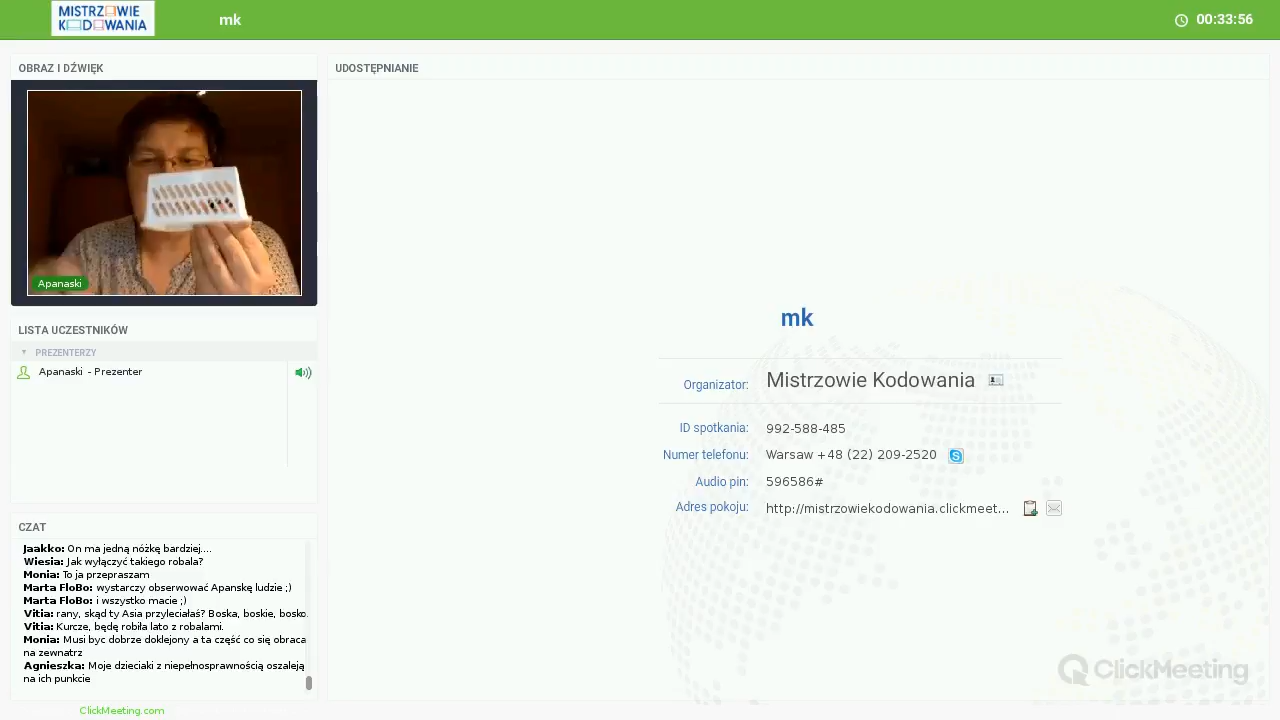 MISTRZOWIE
KODOWANIA
mk
00:33:56
OBRAZ I DŹWIĘK
Apanaski
LISTA UCZESTNIKÓW
PREZENTERZY
Apanaski - Prezenter
CZAT
Jaakko: On ma jedną nóżkę bardziej....
Wiesia: Jak wyłączyć takiego robala?
Monia: To ja przepraszam
Marta FloBo: wystarczy obserwować Apanskę ludzie ;)
Marta FloBo: i wszystko macie ;)
Vitia: rany, skąd ty Asia przyleciałaś? Boska, boskie, bosko.
Vitia: Kurcze, będę robiła lato z robalami.
Monia: Musi byc dobrze doklejony a ta część co się obraca
na zewnatrz
Agnieszka: Moje dzieciaki z niepełnosprawnością oszaleją
na ich punkcie
ClickMeeting.com
UDOSTĘPNIANIE
mk
Organizator: Mistrzowie Kodowania
ID spotkania: 992-588-485
Numer telefonu: Warsaw +48 (22) 209-2520
Audio pin: 596586#
Adres pokoju: http://mistrzowiekodowania.clickmeet...
ClickMeeting